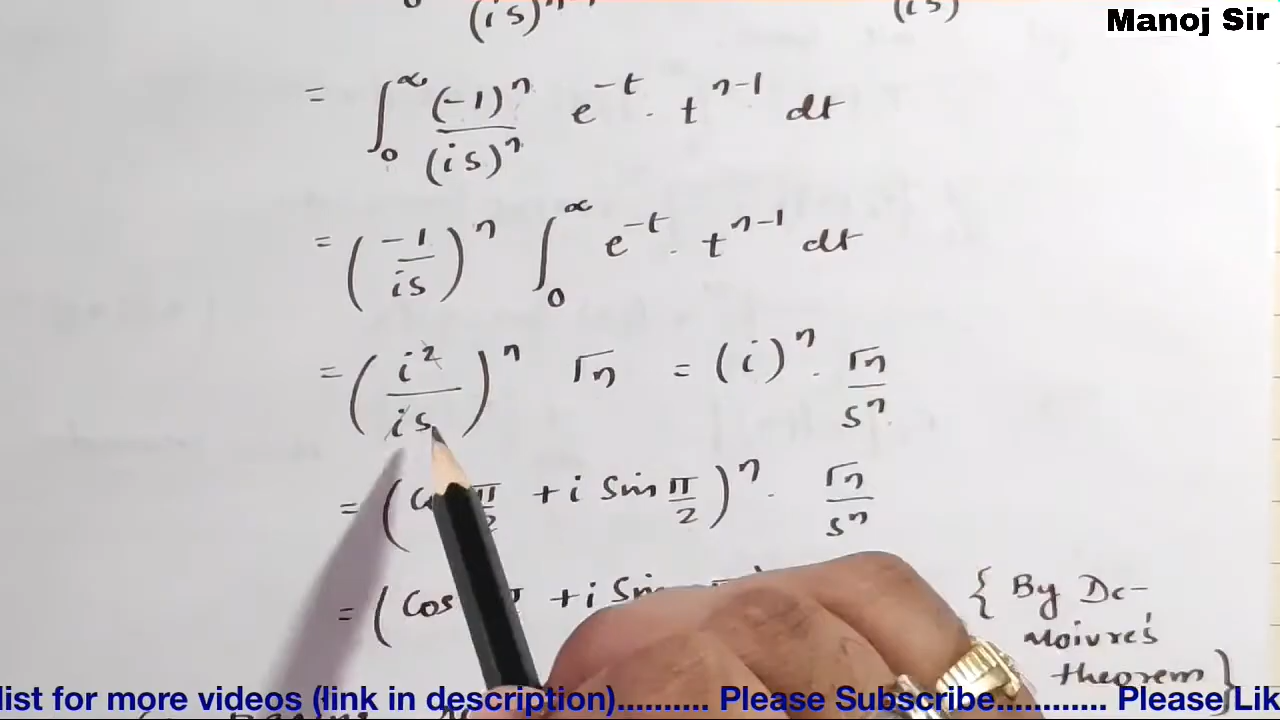 Manoj Sir
(is)
= ∫₀^∞ (-1)ⁿ/(is)ⁿ e^{-t} . t^{n-1} dt
= (-1/is)ⁿ ∫₀^∞ e^{-t} . t^{n-1} dt
= (i²/is)ⁿ Γn = (i)ⁿ . Γn/sⁿ
= ( π/2 + i Sin π/2)ⁿ . Γn/sⁿ
= (Cos + i Sin
{ By De-
Moivre's
theorem }
list for more videos (link in description).......... Please Subscribe............ Please Lik